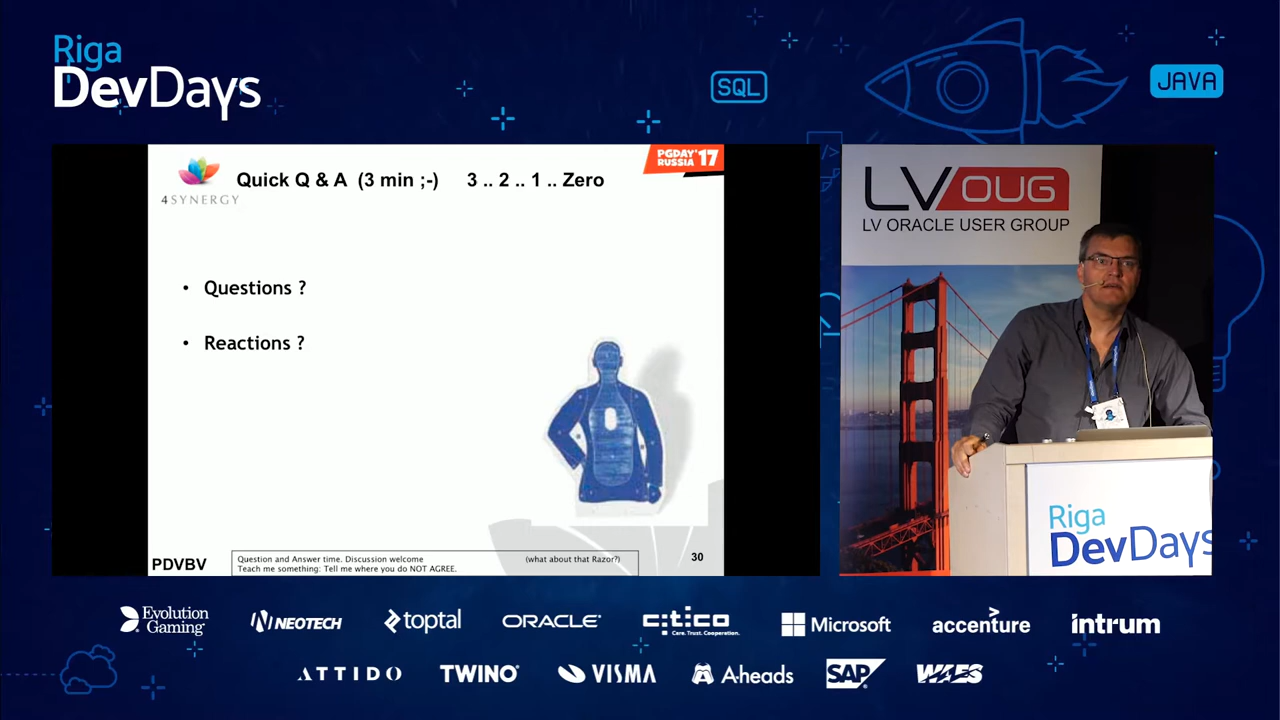 Riga
DevDays
SQL
JAVA
</>
4SYNERGY
Quick Q & A (3 min ;-) 3 .. 2 .. 1 .. Zero
PGDAY'17
RUSSIA
• Questions ?
• Reactions ?
PDVBV
Question and Answer time. Discussion welcome (what about that Razor?)
Teach me something: Tell me where you do NOT AGREE.
30
LV OUG
LV ORACLE USER GROUP
Riga
DevDays
Evolution
Gaming
NEOTECH
toptal
ORACLE
citico
Care. Trust. Cooperation.
Microsoft
accenture
intrum
ATTIDO
TWINO
VISMA
A-heads
SAP
WAES